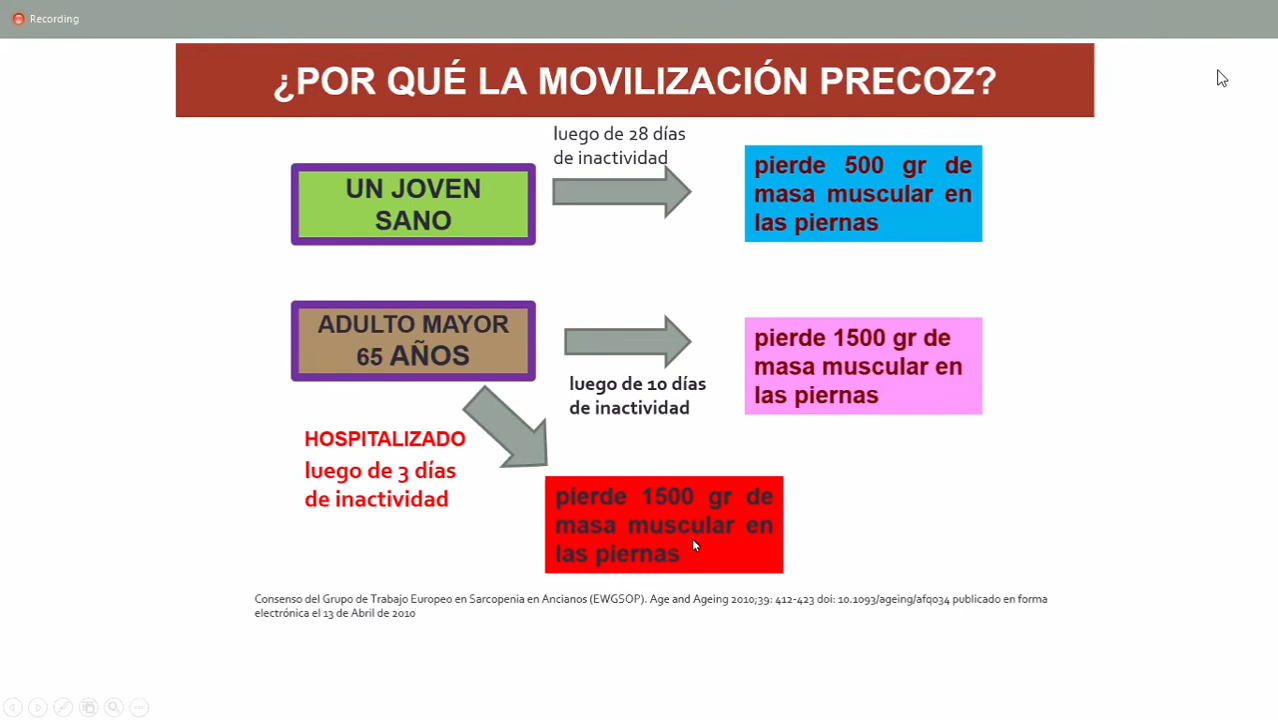 Recording
¿POR QUÉ LA MOVILIZACIÓN PRECOZ?
luego de 28 días
de inactividad
UN JOVEN
SANO
pierde 500 gr de
masa muscular en
las piernas
ADULTO MAYOR
65 AÑOS
luego de 10 días
de inactividad
pierde 1500 gr de
masa muscular en
las piernas
HOSPITALIZADO
luego de 3 días
de inactividad
pierde 1500 gr de
masa muscular en
las piernas
Consenso del Grupo de Trabajo Europeo en Sarcopenia en Ancianos (EWGSOP). Age and Ageing 2010;39: 412-423 doi: 10.1093/ageing/afq034 publicado en forma
electrónica el 13 de Abril de 2010